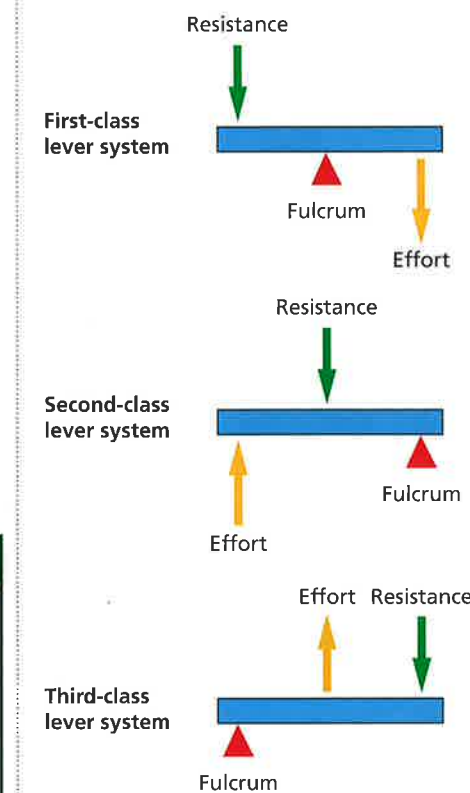 Resistance
First-class
lever system
Fulcrum
Effort
Resistance
Second-class
lever system
Fulcrum
Effort
Effort Resistance
Third-class
lever system
Fulcrum